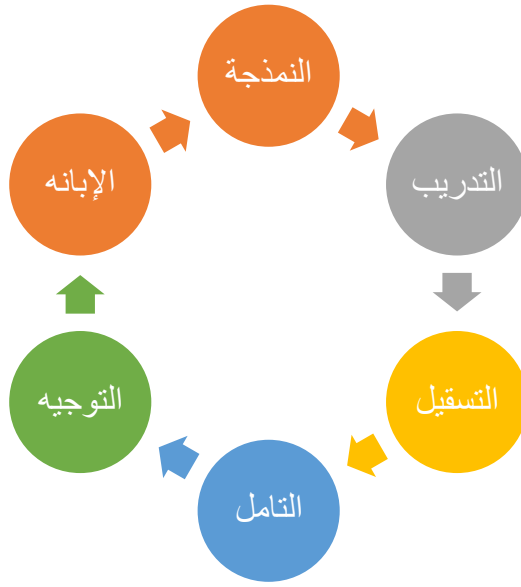 النمذجة
التدريب
التسقيل
التامل
التوجيه
الإبانه